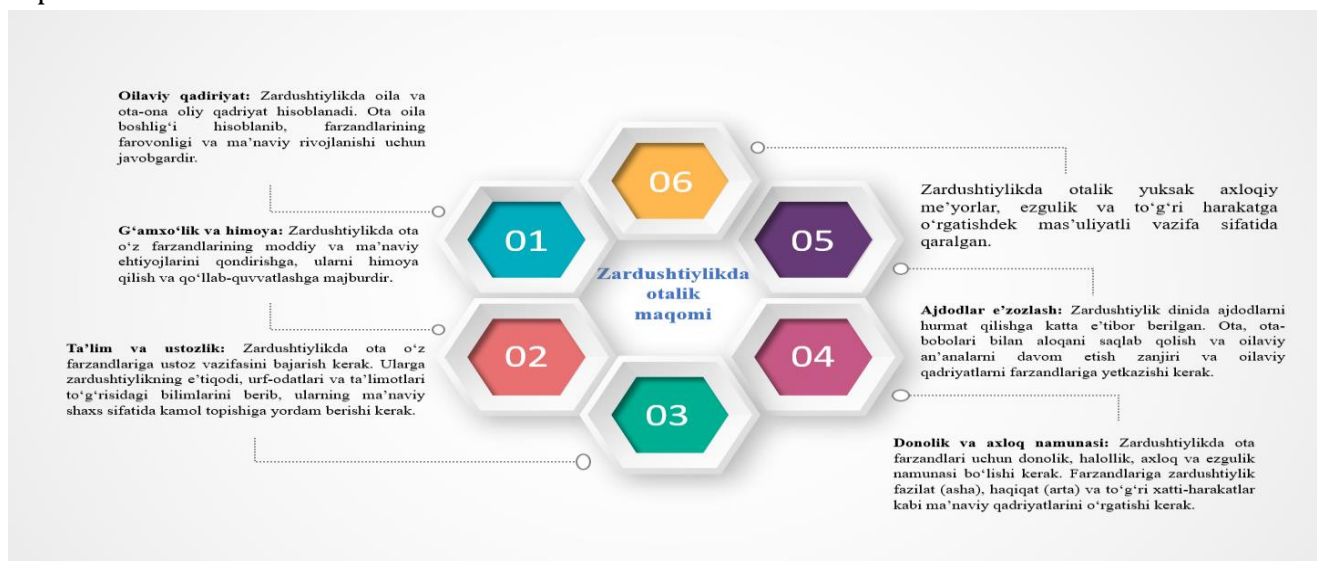 Oilaviy qadiriyat: Zardushtiylikda oila va
ota-ona oliy qadriyat hisoblanadi. Ota oila
boshlig‘i hisoblanib, farzandlarining
farovonligi va ma’naviy rivojlanishi uchun
javobgardir.
G‘amxo‘lik va himoya: Zardushtiylikda ota
o‘z farzandlarining moddiy va ma’naviy
ehtiyojlarini qondirishga, ularni himoya
qilish va qo‘llab-quvvatlashga majburdir.
Ta’lim va ustozlik: Zardushtiylikda ota o‘z
farzandlariga ustoz vazifasini bajarish kerak. Ularga
zardushtiylikning e’tiqodi, urf-odatlari va ta’limotlari
to‘g‘risidagi bilimlarini berib, ularning ma’naviy
shaxs sifatida kamol topishiga yordam berishi kerak.
06
01
05
Zardushtiylikda
otalik
maqomi
02
04
03
Zardushtiylikda otalik yuksak axloqiy
me’yorlar, ezgulik va to‘g‘ri harakatga
o‘rgatishdek mas’uliyatli vazifa sifatida
qaralgan.
Ajdodlar e’zozlash: Zardushtiylik dinida ajdodlarni
hurmat qilishga katta e’tibor berilgan. Ota, ota-
bobolari bilan aloqani saqlab qolish va oilaviy
an’analarni davom etish zanjiri va oilaviy
qadriyatlarni farzandlariga yetkazishi kerak.
Donolik va axloq namunasi: Zardushtiylikda ota
farzandlari uchun donolik, halollik, axloq va ezgulik
namunasi bo‘lishi kerak. Farzandlariga zardushtiylik
fazilat (asha), haqiqat (arta) va to‘g‘ri xatti-harakatlar
kabi ma’naviy qadriyatlarini o‘rgatishi kerak.